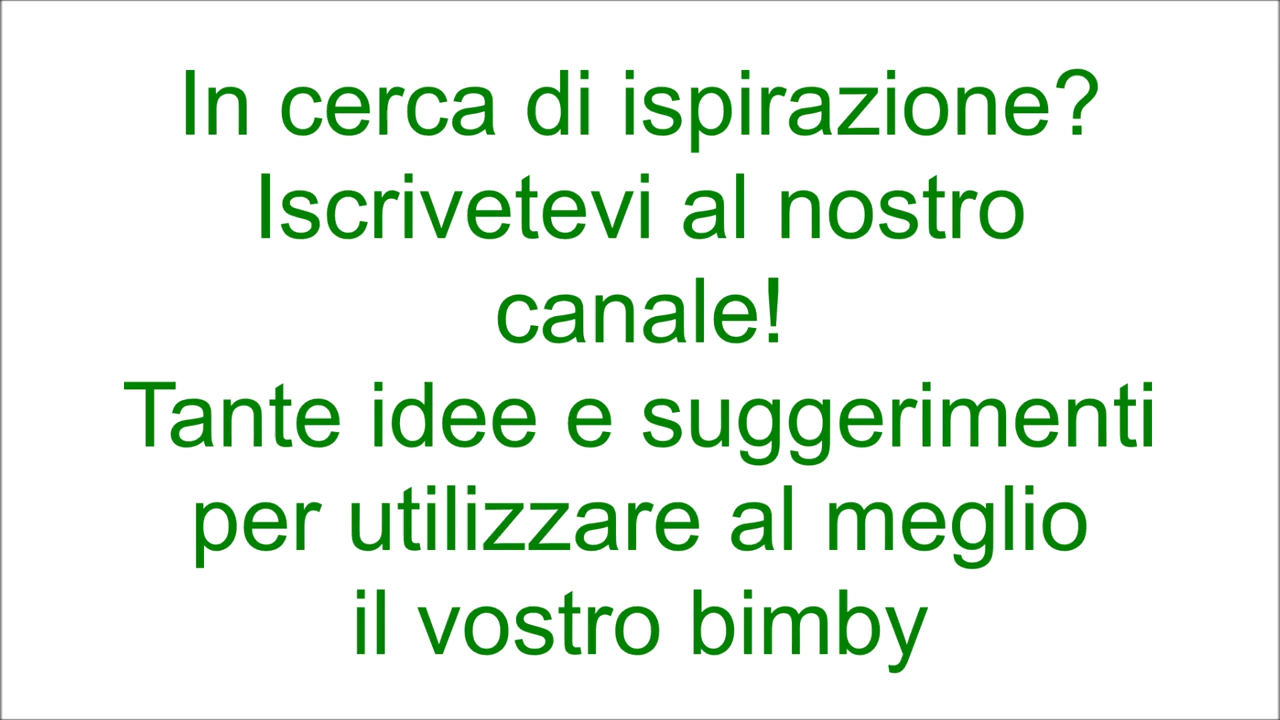 In cerca di ispirazione?
Iscrivetevi al nostro
canale!
Tante idee e suggerimenti
per utilizzare al meglio
il vostro bimby